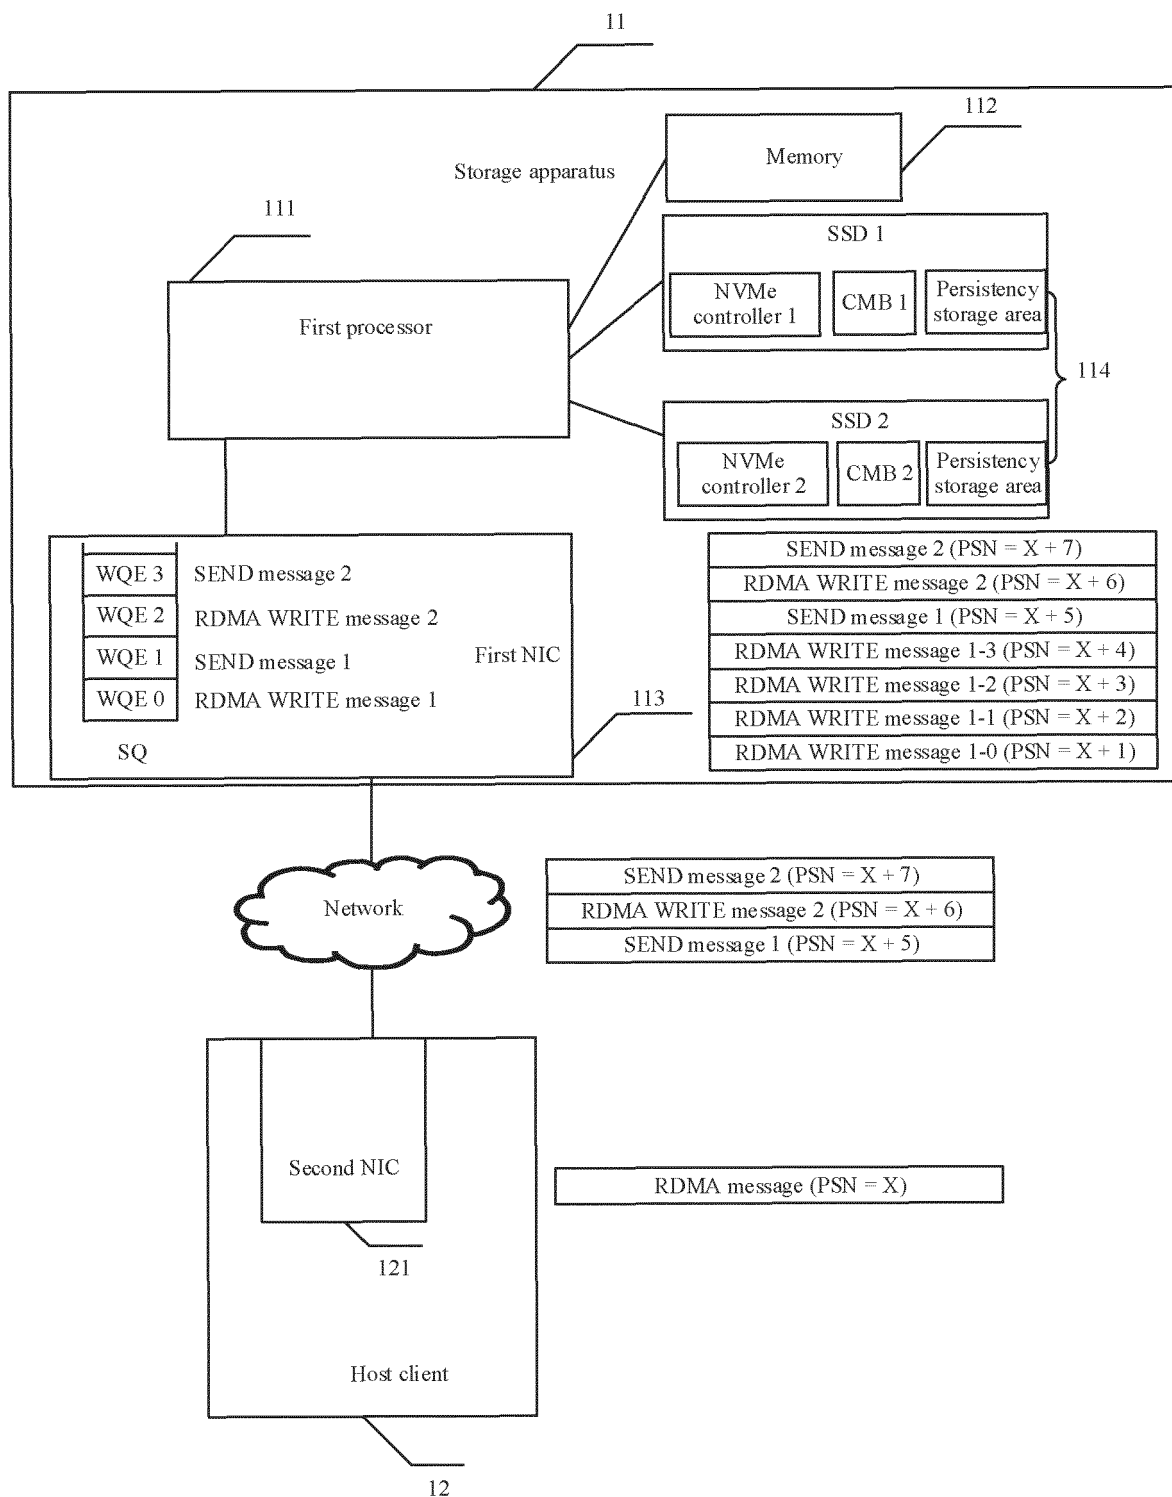 11
112
Memory
Storage apparatus
111
SSD 1
NVMe
controller 1
CMB 1
Persistency
storage area
First processor
114
SSD 2
NVMe
controller 2
CMB 2
Persistency
storage area
WQE 3
SEND message 2
WQE 2
RDMA WRITE message 2
WQE 1
SEND message 1
WQE 0
RDMA WRITE message 1
First NIC
SQ
113
SEND message 2 (PSN = X + 7)
RDMA WRITE message 2 (PSN = X + 6)
SEND message 1 (PSN = X + 5)
RDMA WRITE message 1-3 (PSN = X + 4)
RDMA WRITE message 1-2 (PSN = X + 3)
RDMA WRITE message 1-1 (PSN = X + 2)
RDMA WRITE message 1-0 (PSN = X + 1)
Network
SEND message 2 (PSN = X + 7)
RDMA WRITE message 2 (PSN = X + 6)
SEND message 1 (PSN = X + 5)
Second NIC
RDMA message (PSN = X)
121
Host client
12